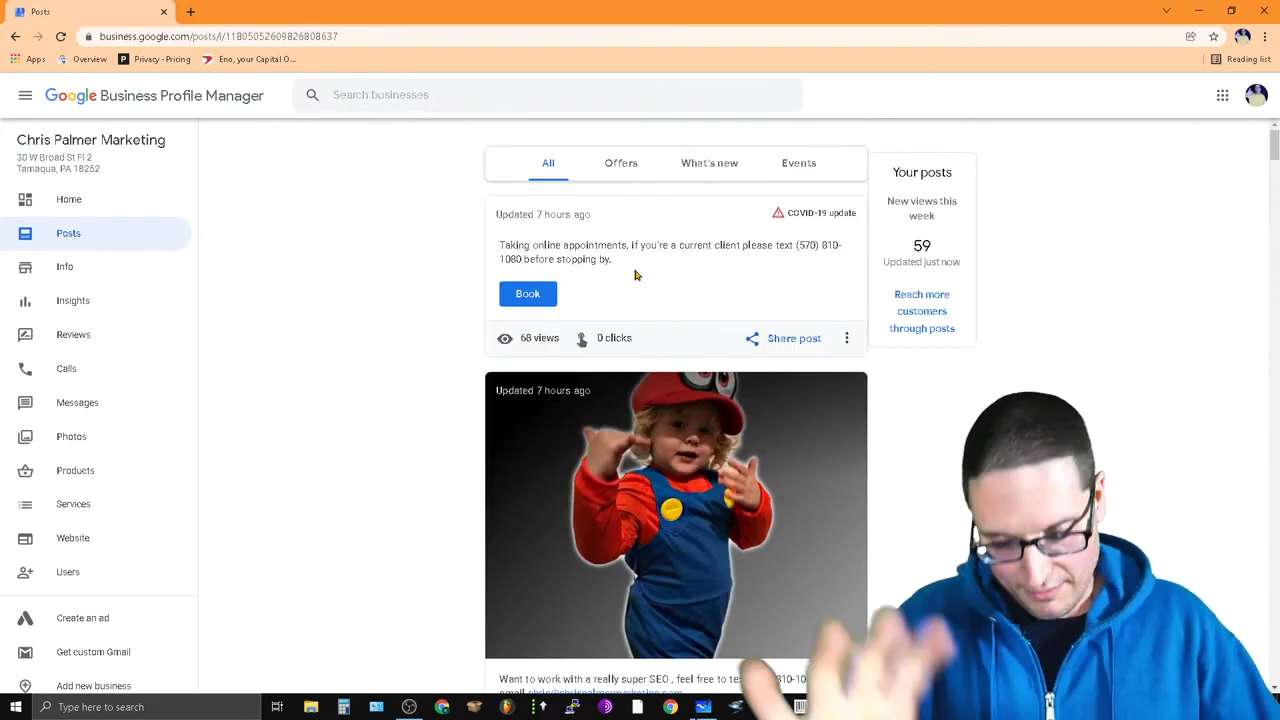 Posts
business.google.com/posts/l/11805052609826808637
Apps
Overview
Privacy - Pricing
Eno, your Capital O...
Reading list
Google Business Profile Manager
Search businesses
Chris Palmer Marketing
30 W Broad St Fl 2
Tamaqua, PA 18252
Home
Posts
Info
Insights
Reviews
Calls
Messages
Photos
Products
Services
Website
Users
Create an ad
Get custom Gmail
Add new business
All
Offers
What's new
Events
Updated 7 hours ago
COVID-19 update
Taking online appointments, if you're a current client please text (570) 810-
1080 before stopping by.
Book
68 views
0 clicks
Share post
Updated 7 hours ago
Want to work with a really super SEO , feel free to
810-10
email chris@chrispalmermarketing.com
Your posts
New views this
week
59
Updated just now
Reach more
customers
through posts
Type here to search